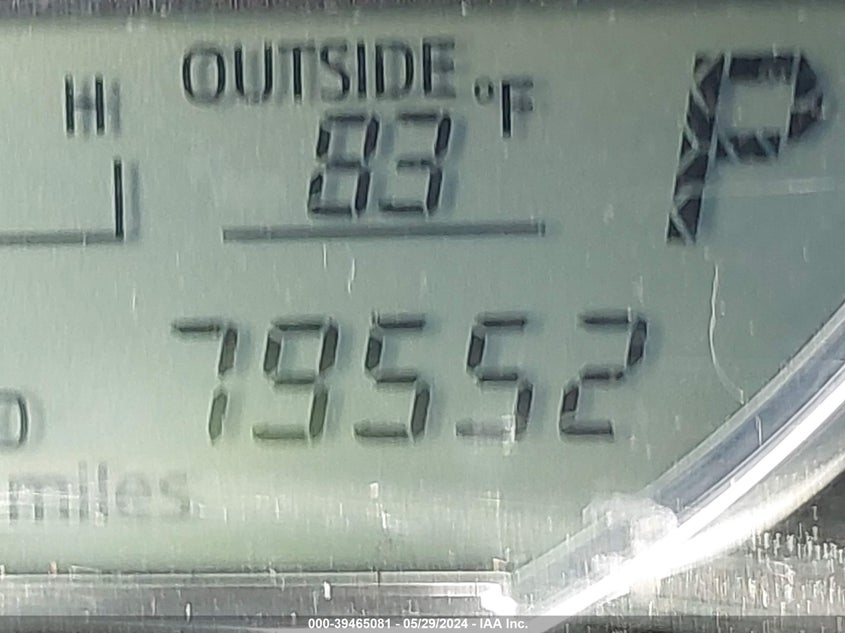 OUTSIDE
HI
°F
P
83
79552
miles
000-39465081 - 05/29/2024 - IAA Inc.